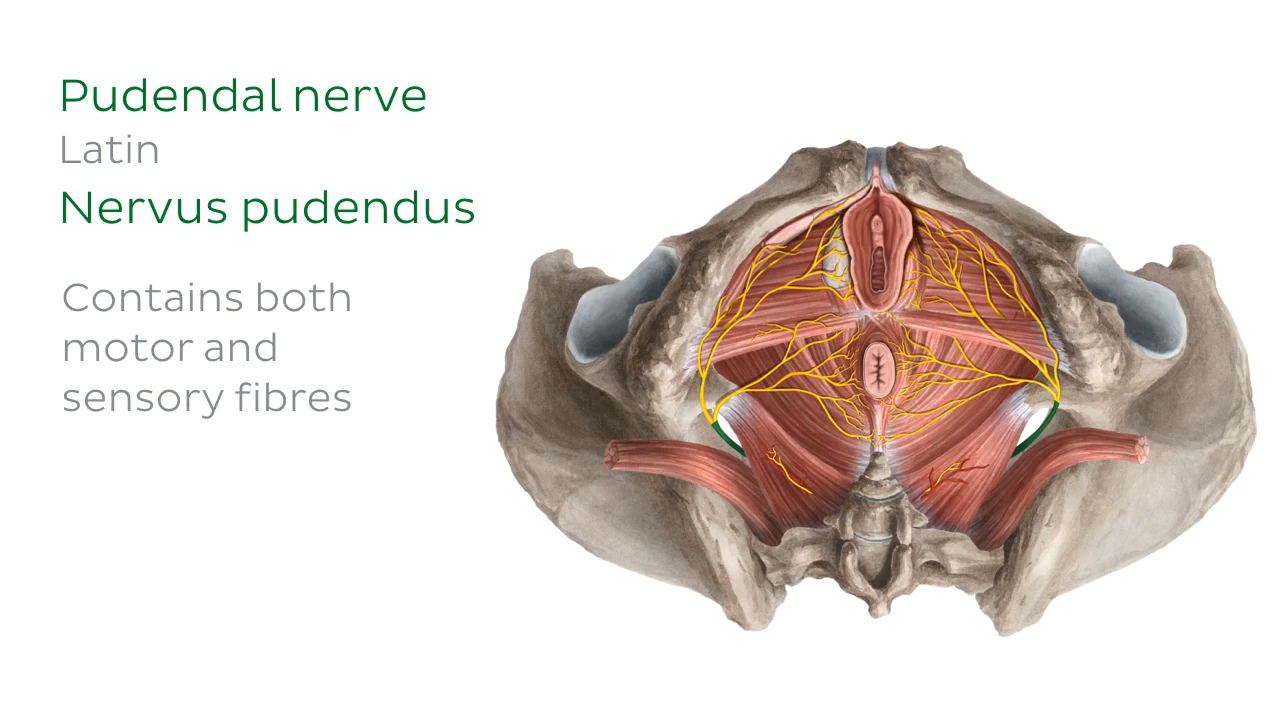 Pudendal nerve
Latin
Nervus pudendus
Contains both
motor and
sensory fibres